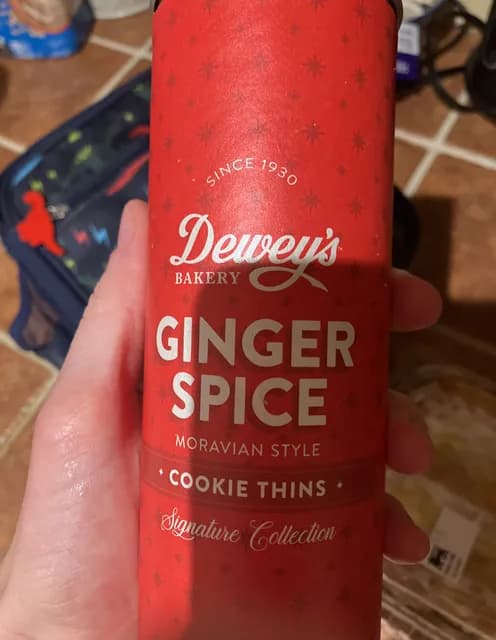 SINCE 1930
Dewey's
BAKERY
GINGER
SPICE
MORAVIAN STYLE
• COOKIE THINS •
Signature Collection